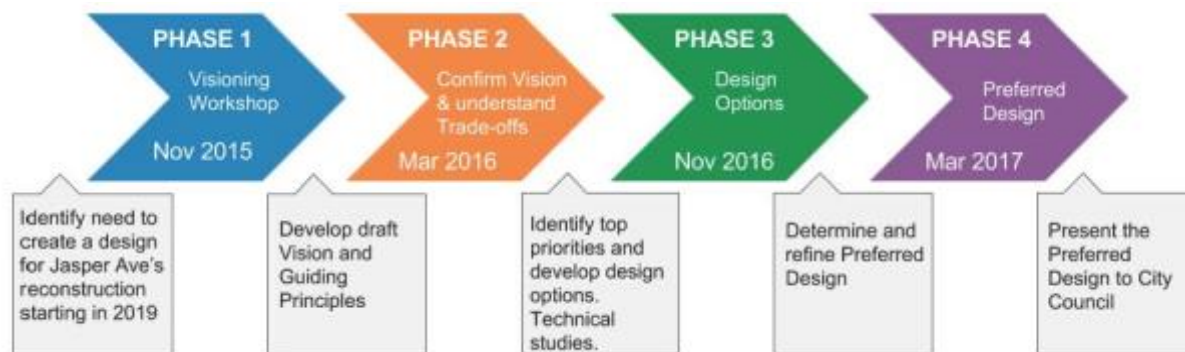 PHASE 1
Visioning
Workshop
Nov 2015
PHASE 2
Confirm Vision
& understand
Trade-offs
Mar 2016
PHASE 3
Design
Options
Nov 2016
PHASE 4
Preferred
Design
Mar 2017
Identify need to
create a design
for Jasper Ave's
reconstruction
starting in 2019
Develop draft
Vision and
Guiding
Principles
Identify top
priorities and
develop design
options.
Technical
studies.
Determine and
refine Preferred
Design
Present the
Preferred
Design to City
Council